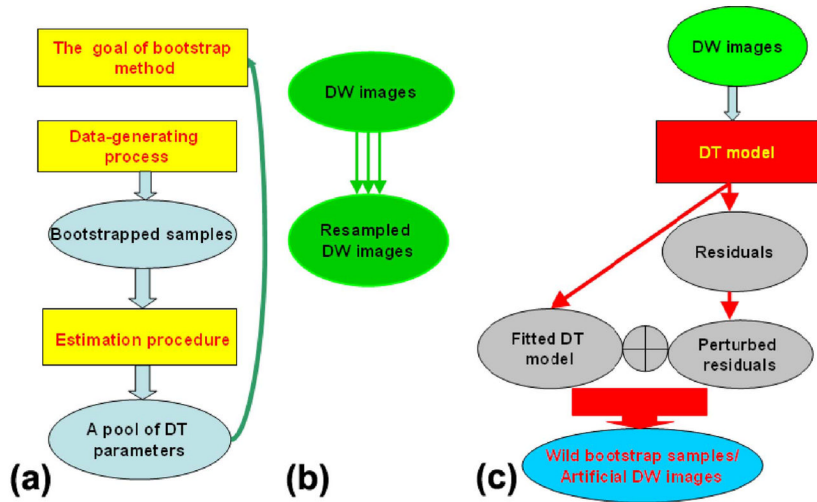 The goal of bootstrap
method
Data-generating
process
Bootstrapped samples
Estimation procedure
A pool of DT
parameters
(a)
DW images
Resampled
DW images
(b)
DW images
DT model
Residuals
Fitted DT
model
Perturbed
residuals
Wild bootstrap samples/
Artificial DW images
(c)